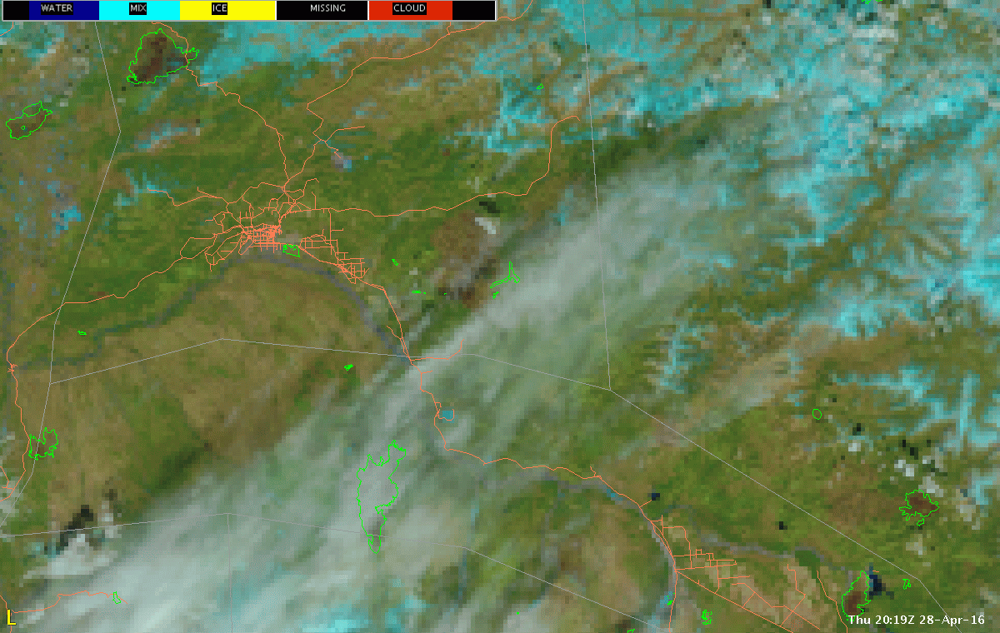 WATER MIX ICE MISSING CLOUD
L
Thu 20:19Z 28-Apr-16